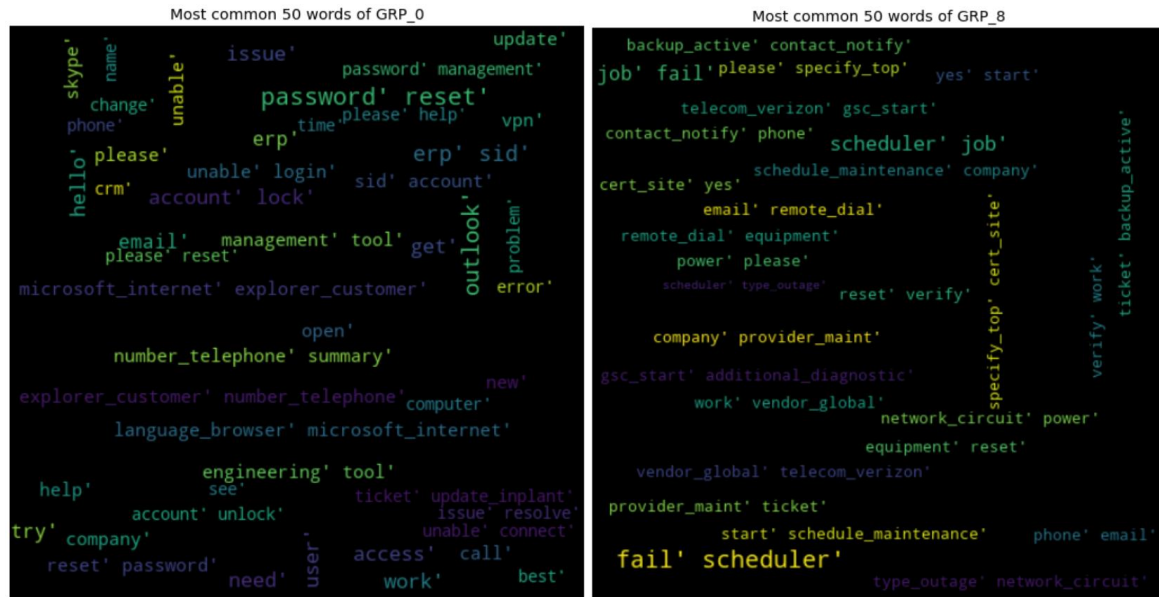 Most common 50 words of GRP_0
skype'
name'
issue'
update'
unable'
password' management'
change'
password' reset'
phone'
time'
please' help'
vpn'
erp'
please'
hello'
crm'
unable' login'
erp' sid'
sid' account'
account' lock'
outlook'
problem'
email'
management' tool'
get'
please' reset'
microsoft_internet' explorer_customer'
error'
open'
number_telephone' summary'
new'
explorer_customer' number_telephone'
computer'
language_browser' microsoft_internet'
engineering' tool'
help'
see'
ticket' update_inplant'
account' unlock'
issue' resolve'
try'
company'
unable' connect'
user'
access'
call'
reset' password'
need'
work'
best'
Most common 50 words of GRP_8
backup_active' contact_notify'
job' fail'
please' specify_top'
yes' start'
telecom_verizon' gsc_start'
contact_notify' phone'
scheduler' job'
ticket' backup_active'
schedule_maintenance' company'
cert_site' yes'
email' remote_dial'
specify_top' cert_site'
remote_dial' equipment'
power' please'
verify' work'
scheduler' type_outage'
reset' verify'
company' provider_maint'
gsc_start' additional_diagnostic'
work' vendor_global'
network_circuit' power'
equipment' reset'
vendor_global' telecom_verizon'
provider_maint' ticket'
start' schedule_maintenance'
phone' email'
fail' scheduler'
type_outage' network_circuit'